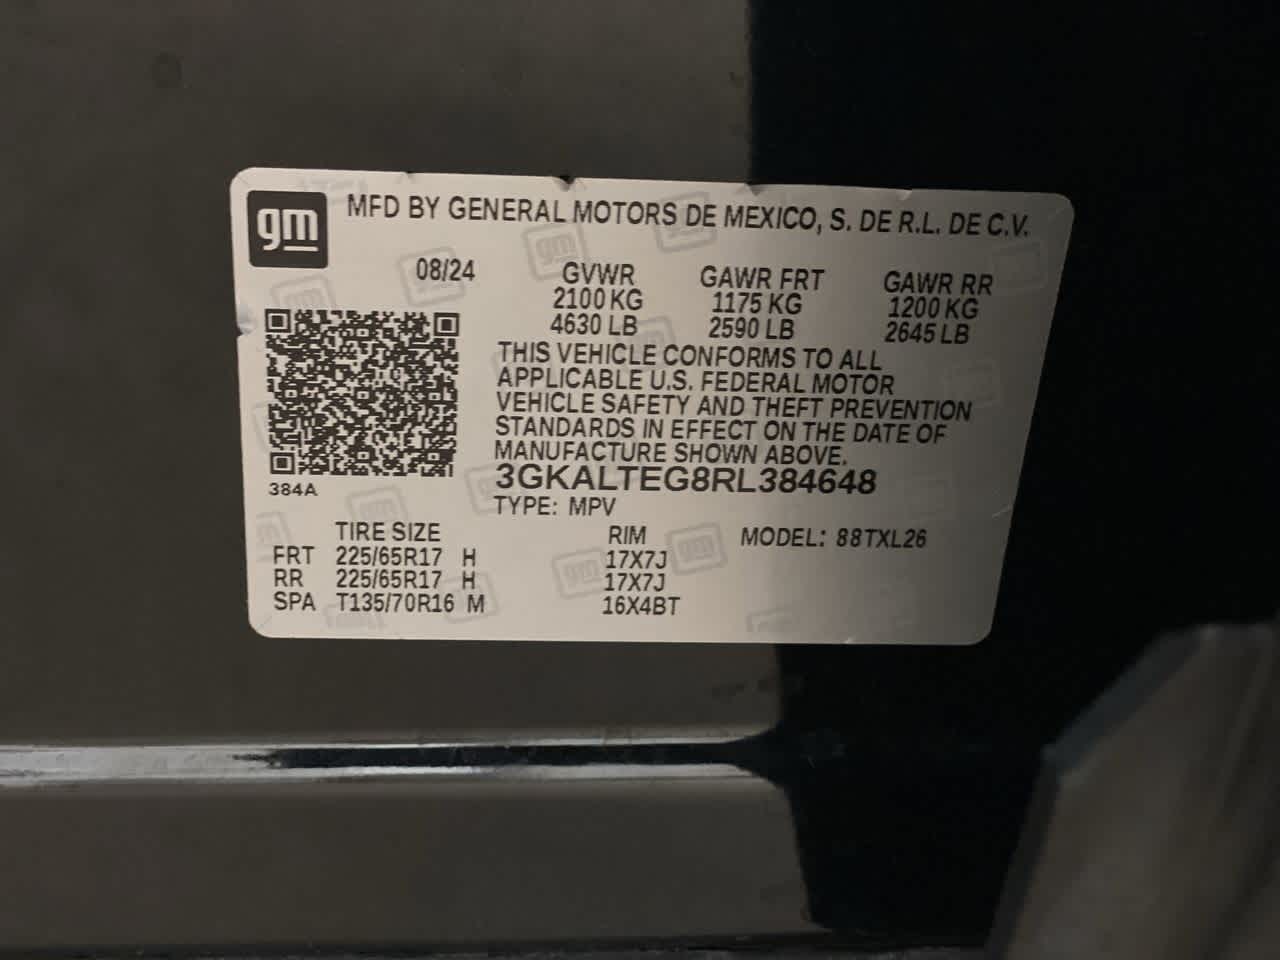 gm MFD BY GENERAL MOTORS DE MEXICO, S. DE R.L. DE C.V.
08/24 GVWR GAWR FRT GAWR RR
2100 KG 1175 KG 1200 KG
4630 LB 2590 LB 2645 LB
THIS VEHICLE CONFORMS TO ALL
APPLICABLE U.S. FEDERAL MOTOR
VEHICLE SAFETY AND THEFT PREVENTION
STANDARDS IN EFFECT ON THE DATE OF
MANUFACTURE SHOWN ABOVE.
3GKALTEG8RL384648
384A
TYPE: MPV
TIRE SIZE RIM MODEL: 88TXL26
FRT 225/65R17 H 17X7J
RR 225/65R17 H 17X7J
SPA T135/70R16 M 16X4BT